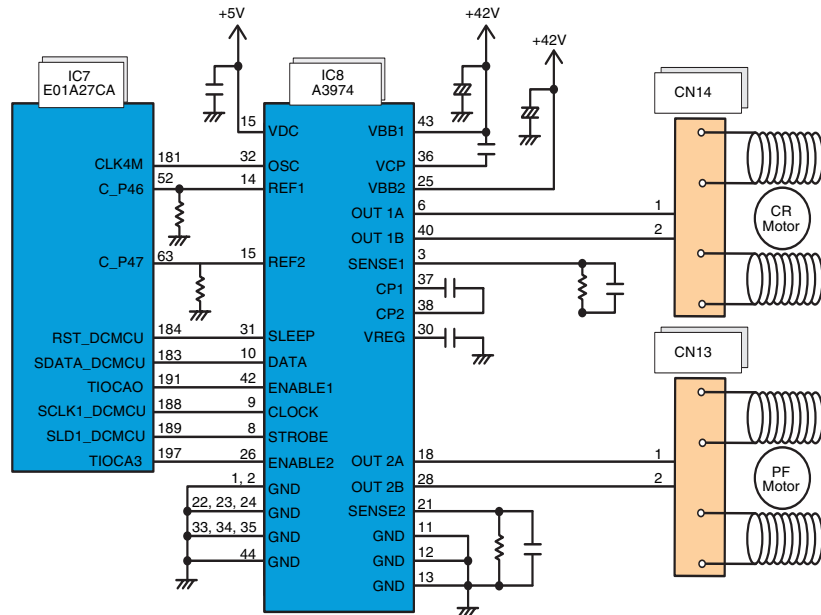 +5V
+42V
+42V
IC7
E01A27CA
IC8
A3974
CN14
15
VDC
VBB1
43
CLK4M
181
32
OSC
VCP
36
C_P46
52
14
REF1
VBB2
25
OUT 1A
6
1
OUT 1B
40
2
CR
Motor
C_P47
63
15
REF2
SENSE1
3
CP1
37
CP2
38
RST_DCMCU
184
31
SLEEP
VREG
30
CN13
SDATA_DCMCU
183
10
DATA
TIOCAO
191
42
ENABLE1
SCLK1_DCMCU
188
9
CLOCK
SLD1_DCMCU
189
8
STROBE
TIOCA3
197
26
ENABLE2
OUT 2A
18
1
1, 2
GND
OUT 2B
28
2
PF
Motor
22, 23, 24
GND
SENSE2
21
33, 34, 35
GND
GND
11
44
GND
GND
12
GND
13